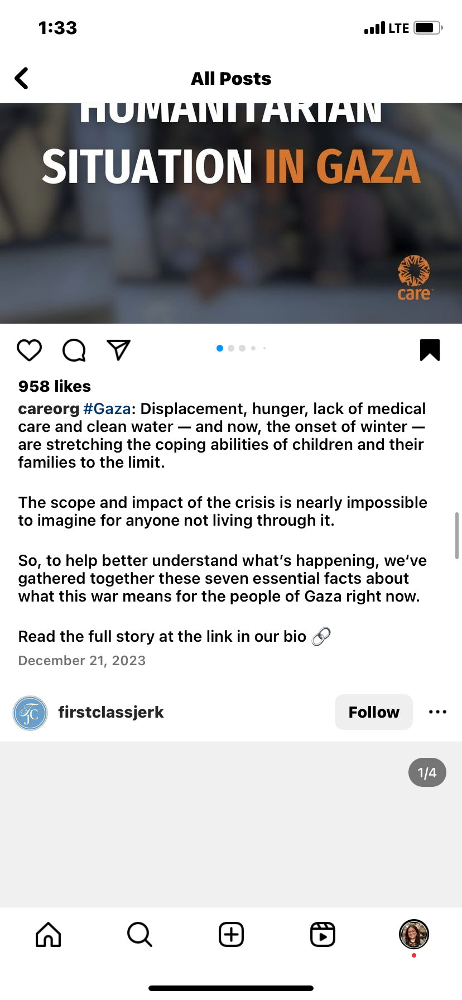 1:33
LTE
All Posts
HUMANITARIAN
SITUATION IN GAZA
care
958 likes
careorg #Gaza: Displacement, hunger, lack of medical
care and clean water — and now, the onset of winter —
are stretching the coping abilities of children and their
families to the limit.
The scope and impact of the crisis is nearly impossible
to imagine for anyone not living through it.
So, to help better understand what’s happening, we‘ve
gathered together these seven essential facts about
what this war means for the people of Gaza right now.
Read the full story at the link in our bio 🔗
December 21, 2023
FJC
firstclassjerk
Follow
1/4